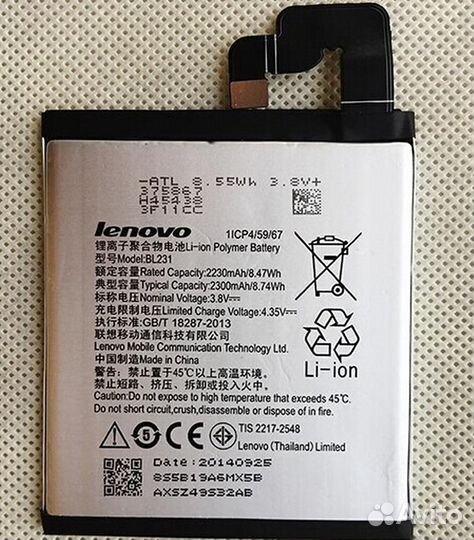 -ATL 8.55Wh 3.8V+
375867
H45438
3F11CC
lenovo 1ICP4/59/67
锂离子聚合物电池Li-ion Polymer Battery
型号Model: BL231
额定容量Rated Capacity:2230mAh/8.47Wh
典型容量Typical Capacity:2300mAh/8.74Wh
标称电压Nominal Voltage:3.8V⎓
充电限制电压Limited Charge Voltage:4.35V⎓
执行标准:GB/T 18287-2013
联想移动通信科技有限公司
Lenovo Mobile Communication Technology Ltd.
中国制造Made in China
Li-ion
警告: 禁止置于45℃以上高温环境。
禁止短路、挤压、拆卸或投入火中。
Do not expose to high temperature that exceeds 45℃.
Do not short circuit,crush,disassemble or dispose of in fire.
5
TIS 2217-2548
Lenovo (Thailand) Limited
Date: 20140925
8S5B19A6MX5B
AXSZ49S32AB
Avito